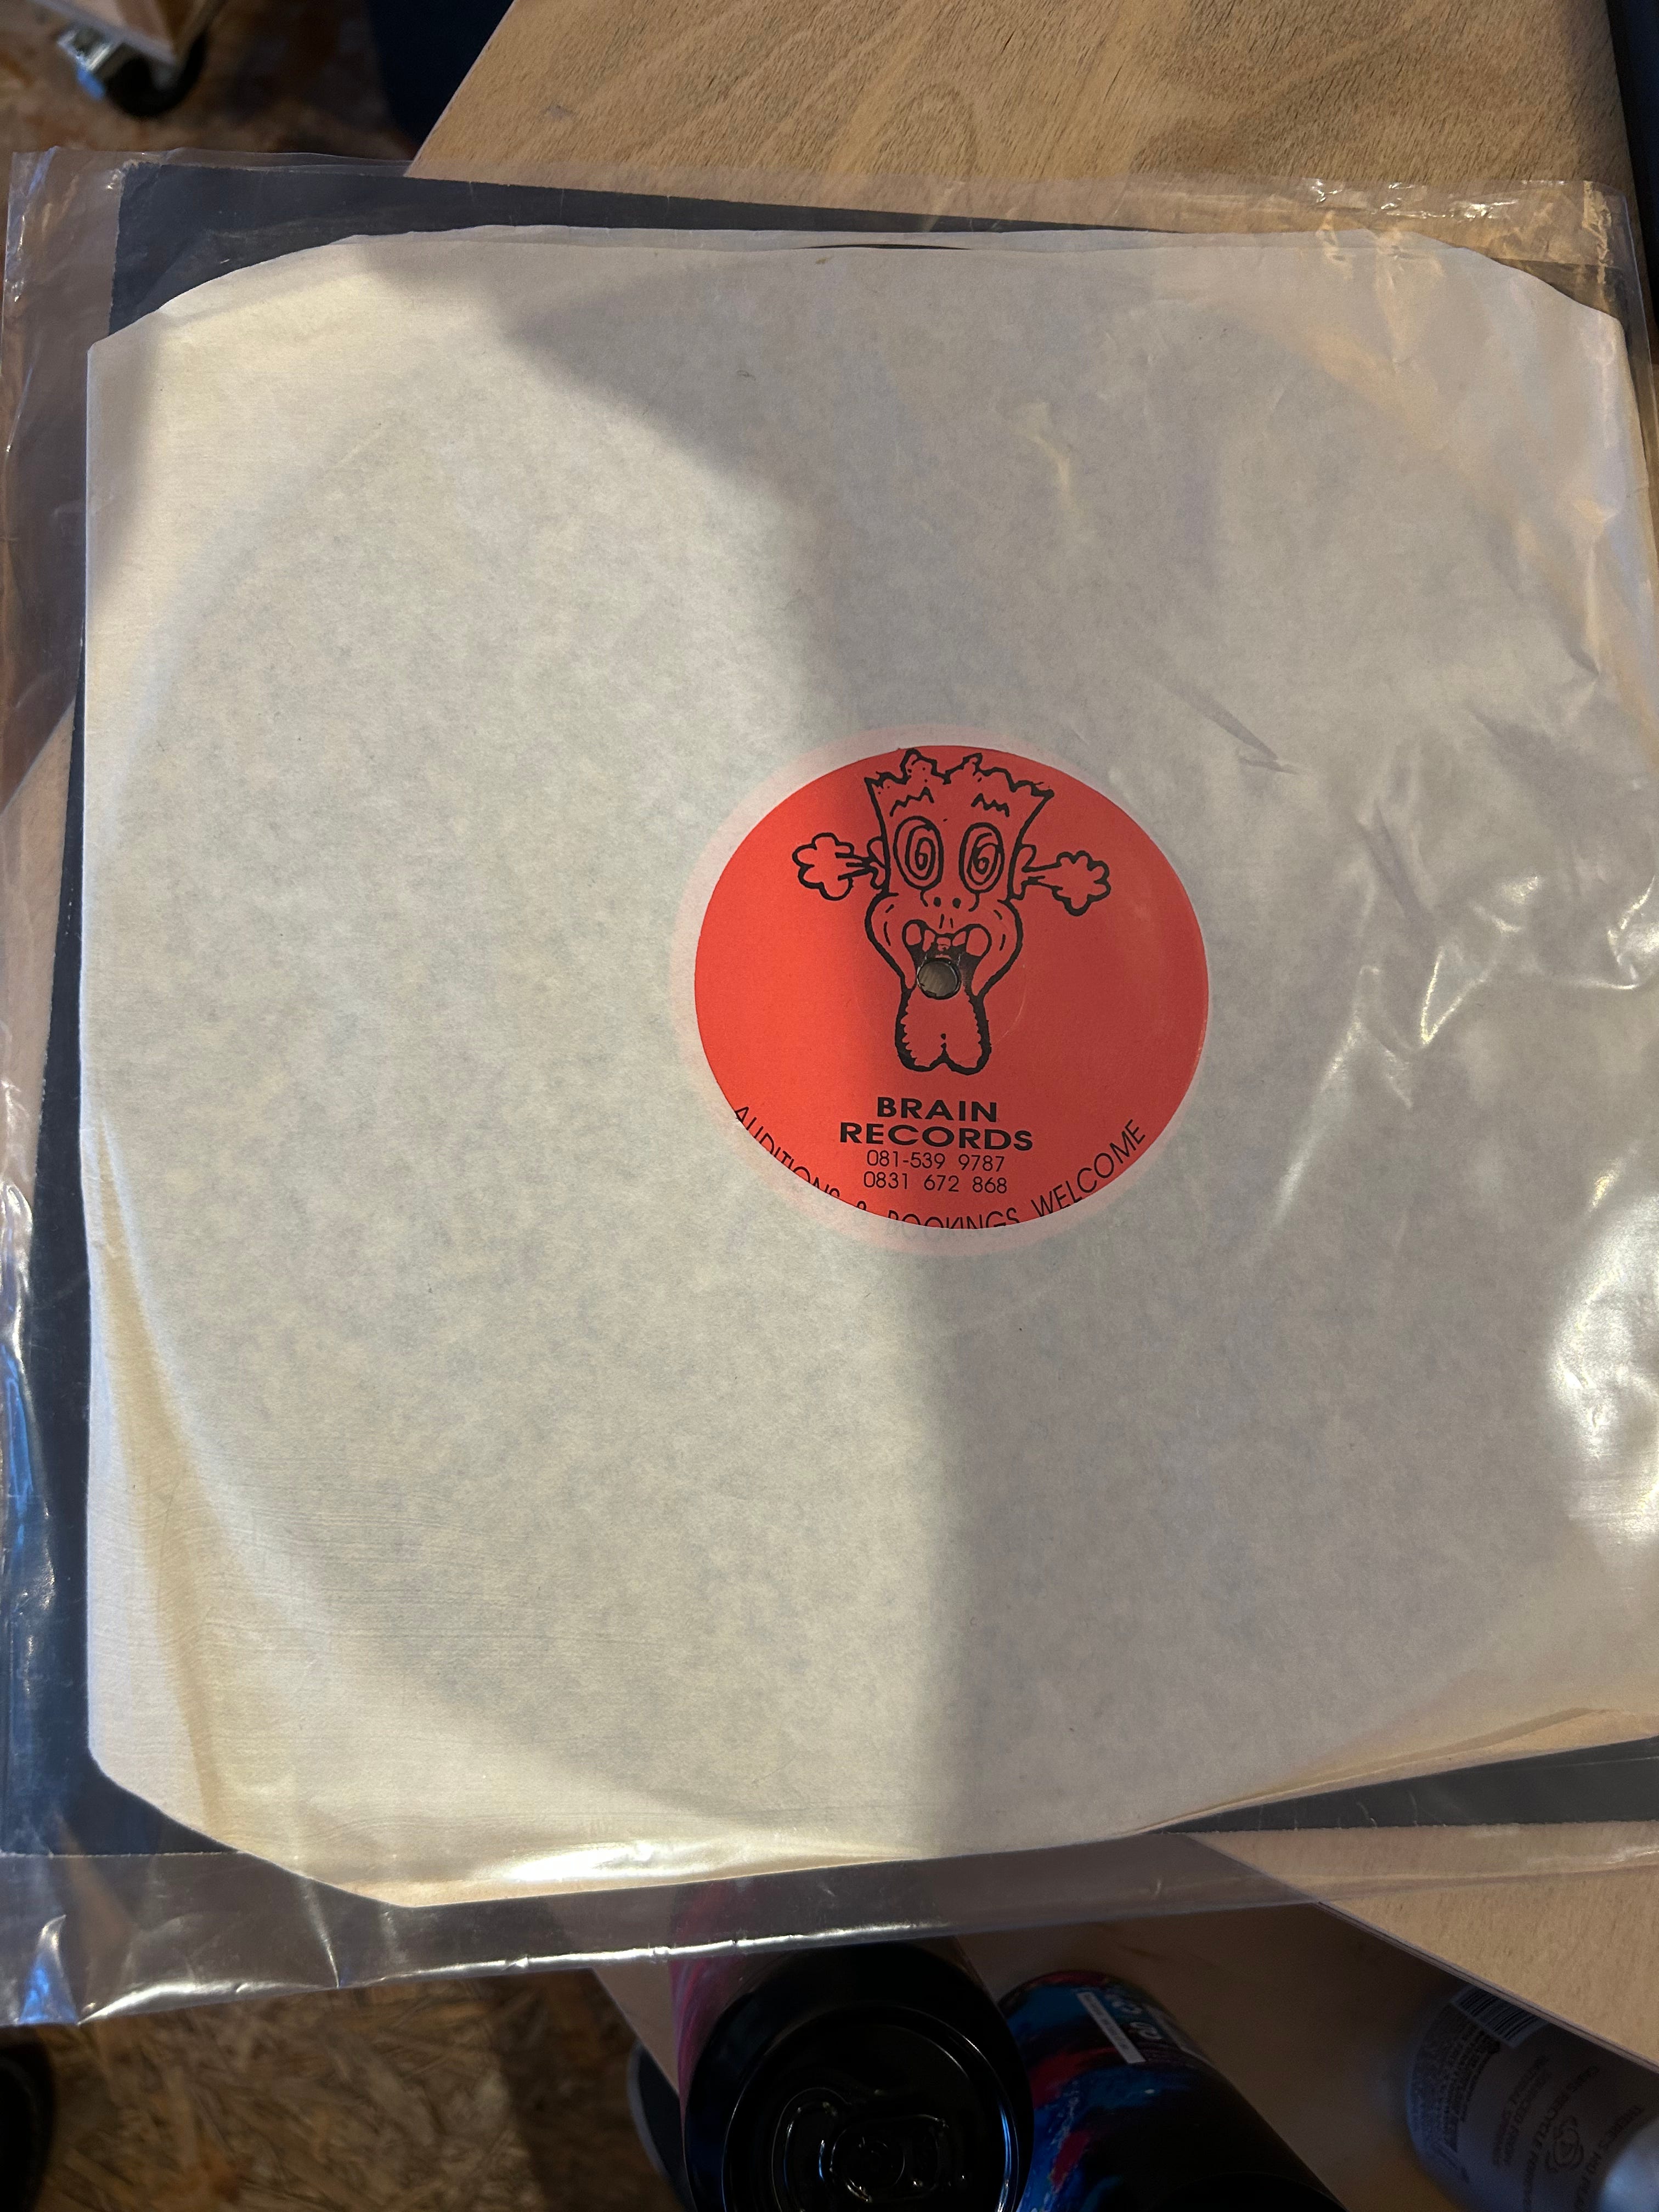 BRAIN
RECORDS
081-539 9787
0831 672 868
AUDITIONS & BOOKINGS WELCOME